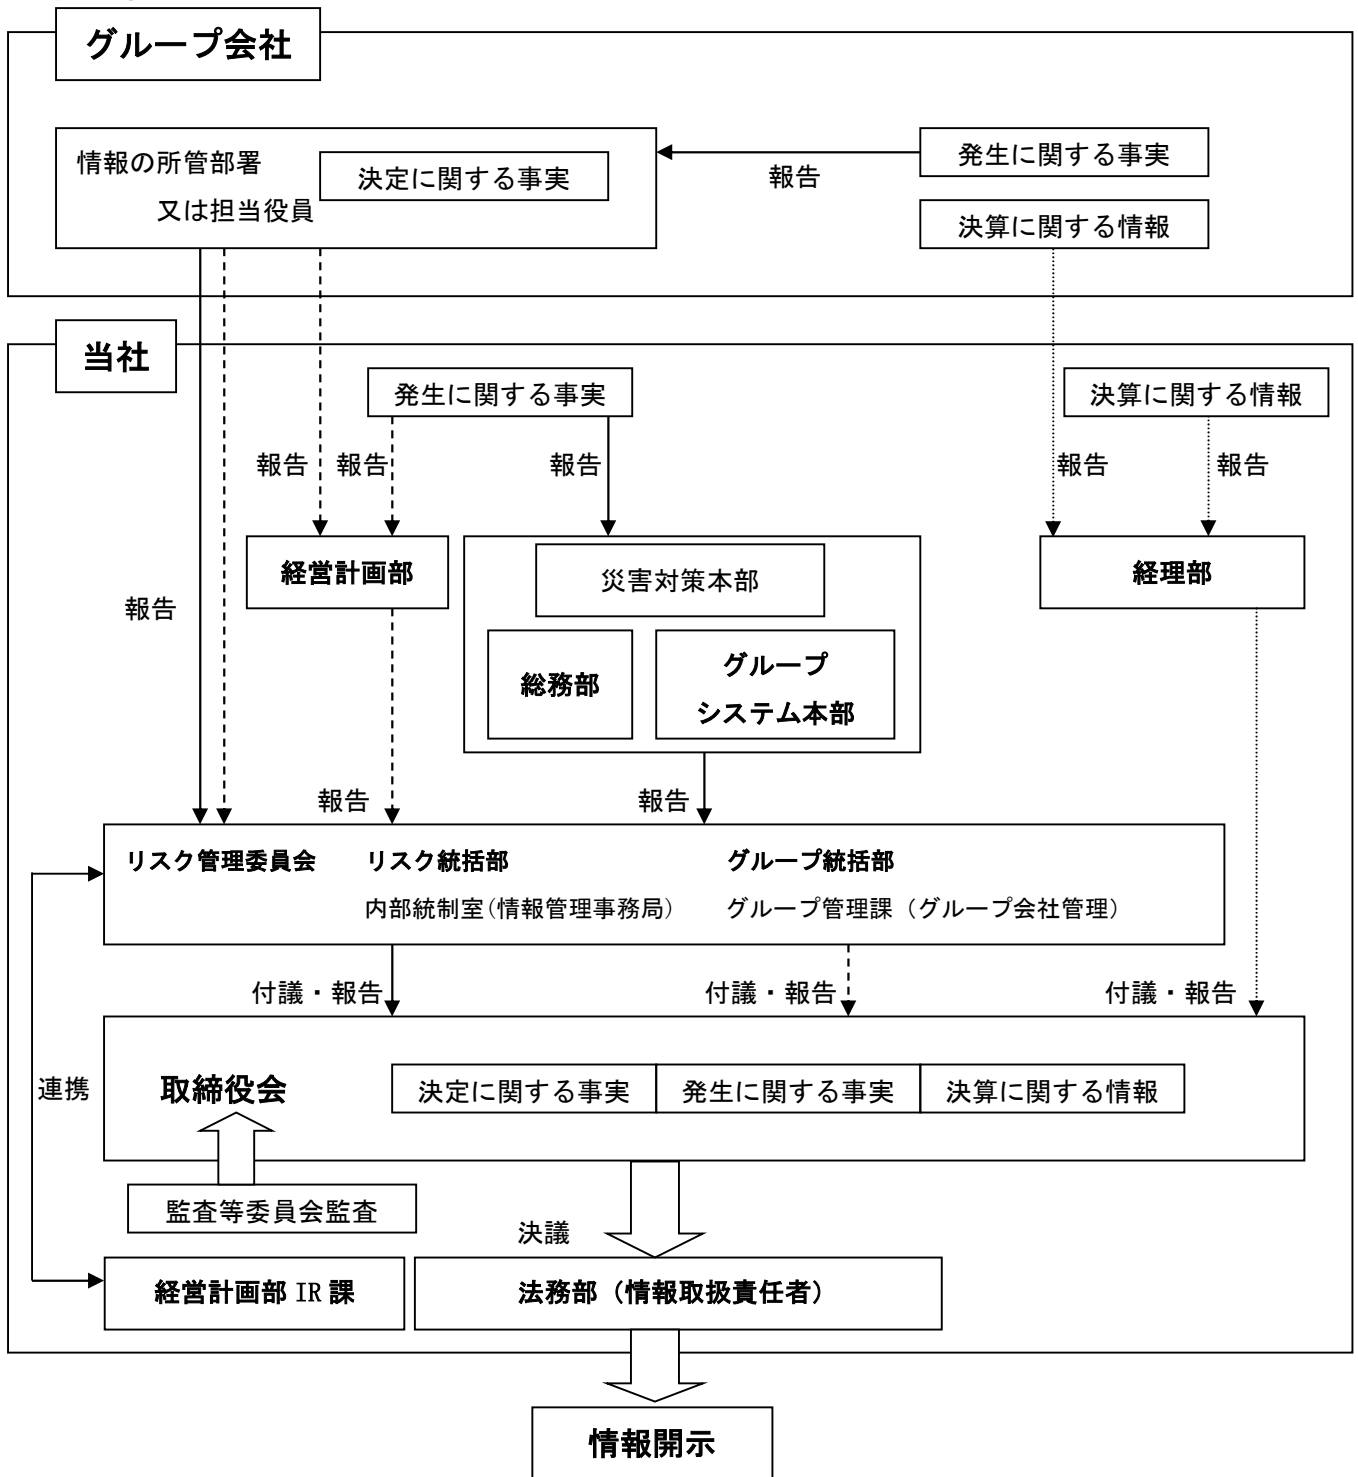 グループ会社
情報の所管部署
又は担当役員
決定に関する事実
報告
発生に関する事実
決算に関する情報
当社
発生に関する事実
決算に関する情報
報告
報告
報告
報告
報告
経営計画部
災害対策本部
総務部
グループ
システム本部
経理部
報告
報告
報告
リスク管理委員会
リスク統括部
グループ統括部
内部統制室(情報管理事務局)
グループ管理課（グループ会社管理）
付議・報告
付議・報告
付議・報告
連携
取締役会
決定に関する事実
発生に関する事実
決算に関する情報
監査等委員会監査
決議
経営計画部 IR 課
法務部（情報取扱責任者）
情報開示